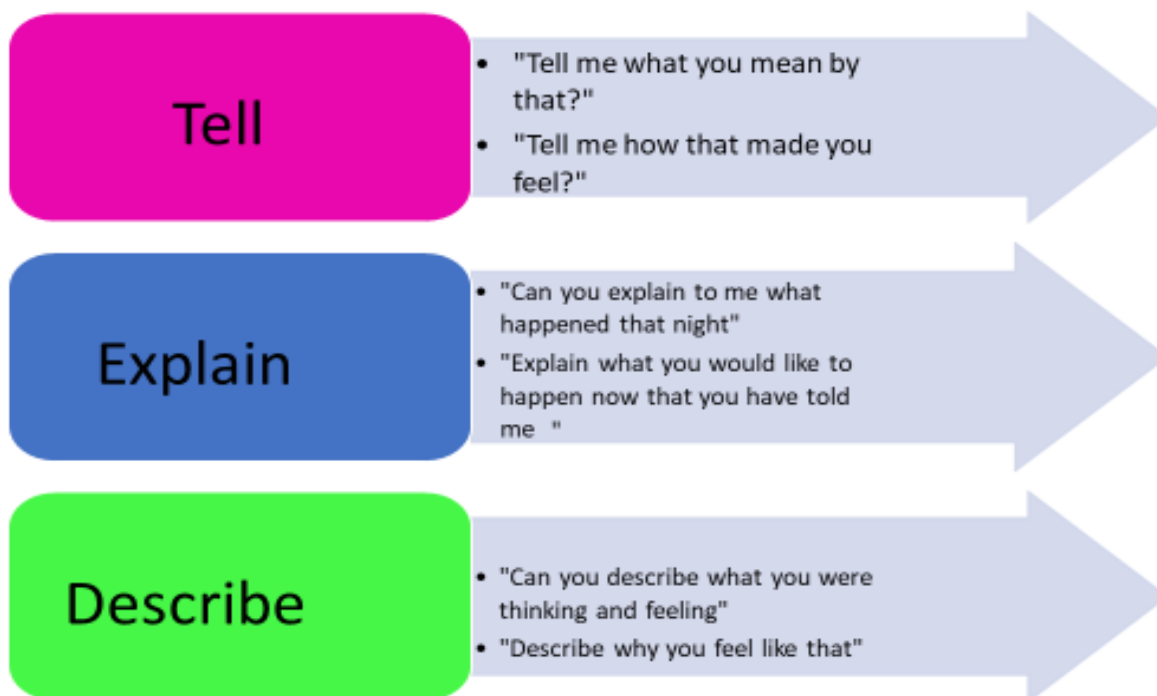 Tell
• "Tell me what you mean by
that?"
• "Tell me how that made you
feel?"
Explain
• "Can you explain to me what
happened that night"
• "Explain what you would like to
happen now that you have told
me "
Describe
• "Can you describe what you were
thinking and feeling"
• "Describe why you feel like that"